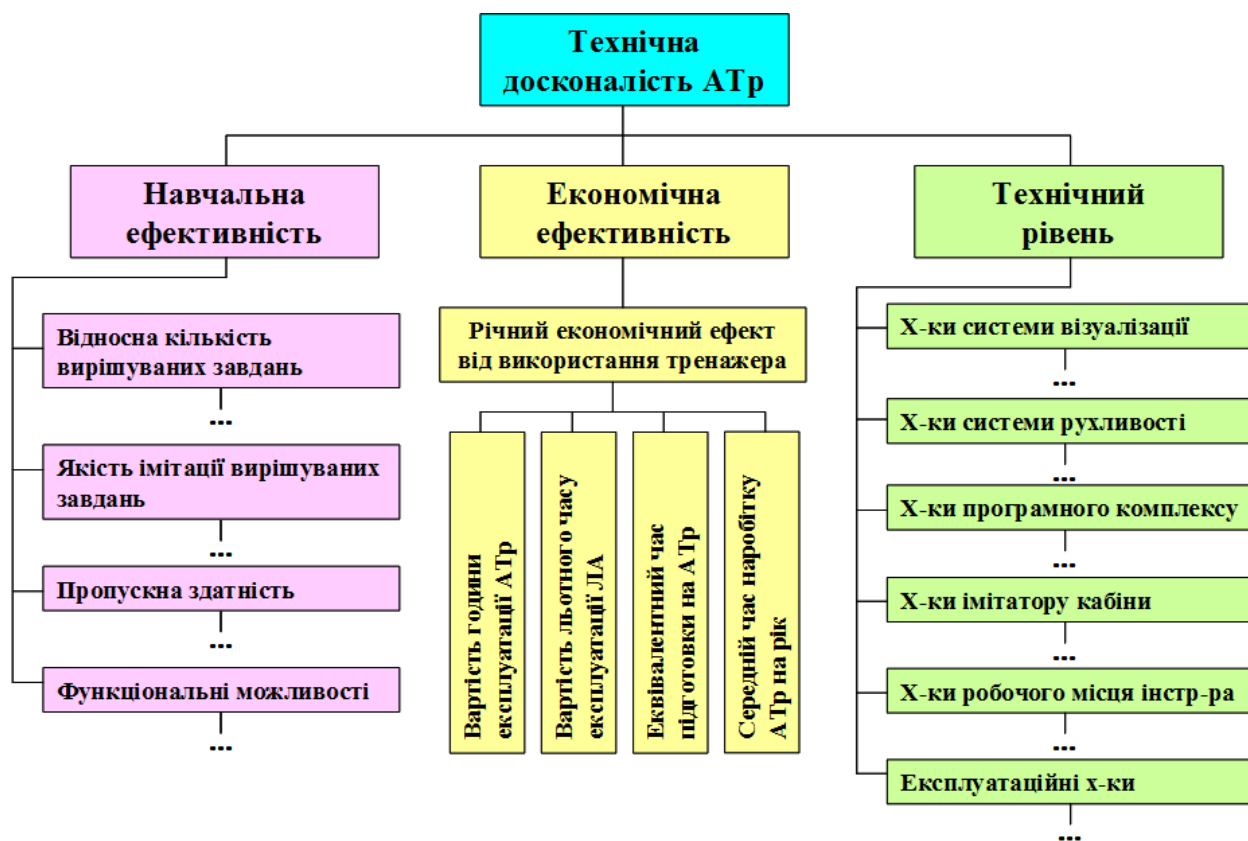 Технічна
досконалість АТр
Навчальна
ефективність
Економічна
ефективність
Технічний
рівень
Відносна кількість
вирішуваних завдань
...
Якість імітації вирішуваних
завдань
...
Пропускна здатність
...
Функціональні можливості
...
Річний економічний ефект
від використання тренажера
Вартість години
експлуатації АТр
Вартість льотного часу
експлуатації ЛА
Еквівалентний час
підготовки на АТр
Середній час наробітку
АТр на рік
Х-ки системи візуалізації
...
Х-ки системи рухливості
...
Х-ки програмного комплексу
...
Х-ки імітатору кабіни
...
Х-ки робочого місця інстр-ра
...
Експлуатаційні х-ки
...